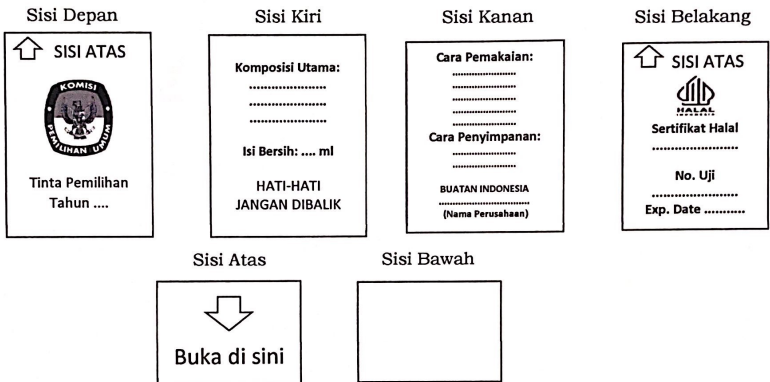 Sisi Depan
SISI ATAS
KOMISI
PEMILIHAN UMUM
Tinta Pemilihan
Tahun ....
Sisi Kiri
Komposisi Utama:
......................
......................
......................
Isi Bersih: .... ml
HATI-HATI
JANGAN DIBALIK
Sisi Kanan
Cara Pemakaian:
......................
......................
......................
......................
......................
Cara Penyimpanan:
......................
......................
BUATAN INDONESIA
......................
(Nama Perusahaan)
Sisi Belakang
SISI ATAS
HALAL
INDONESIA
Sertifikat Halal
......................
No. Uji
......................
Exp. Date ...........
Sisi Atas
Buka di sini
Sisi Bawah